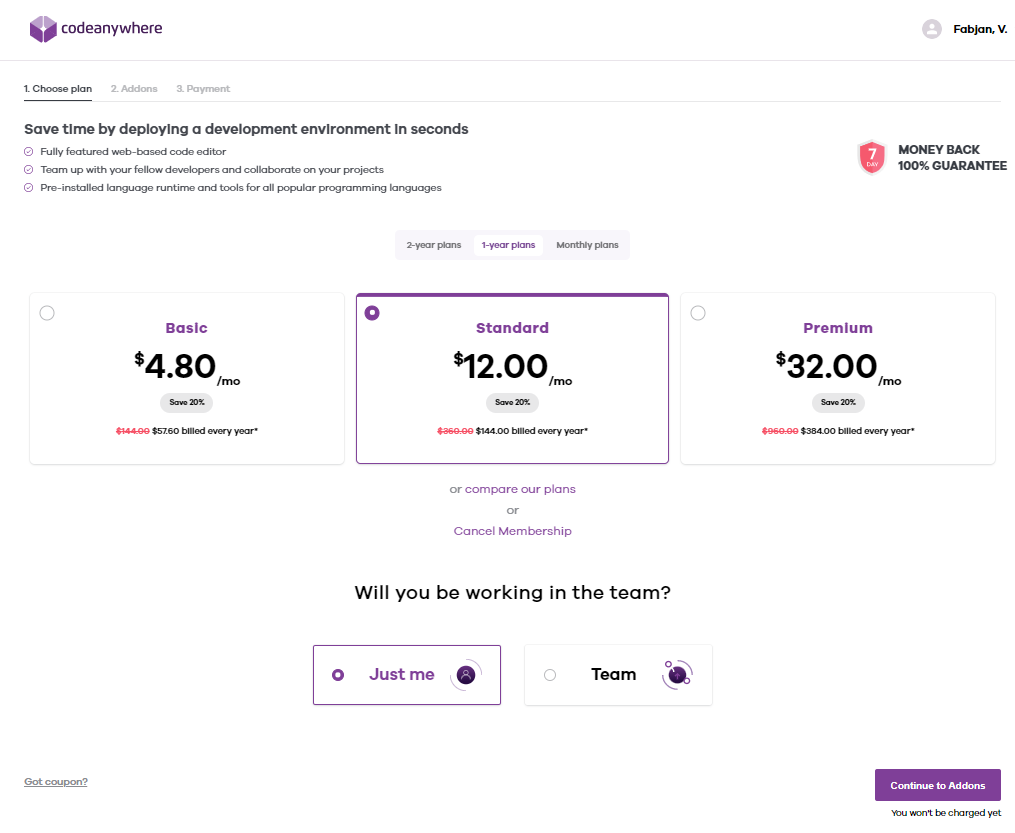 codeanywhere
Fabjan, V.
1. Choose plan 2. Addons 3. Payment
Save time by deploying a development environment in seconds
Fully featured web-based code editor
Team up with your fellow developers and collaborate on your projects
Pre-installed language runtime and tools for all popular programming languages
7
DAY
MONEY BACK
100% GUARANTEE
2-year plans 1-year plans Monthly plans
Basic
$4.80/mo
Save 20%
$144.00 $57.60 billed every year*
Standard
$12.00/mo
Save 20%
$360.00 $144.00 billed every year*
Premium
$32.00/mo
Save 20%
$960.00 $384.00 billed every year*
or compare our plans
or
Cancel Membership
Will you be working in the team?
Just me
Team
Got coupon?
Continue to Addons
You won't be charged yet